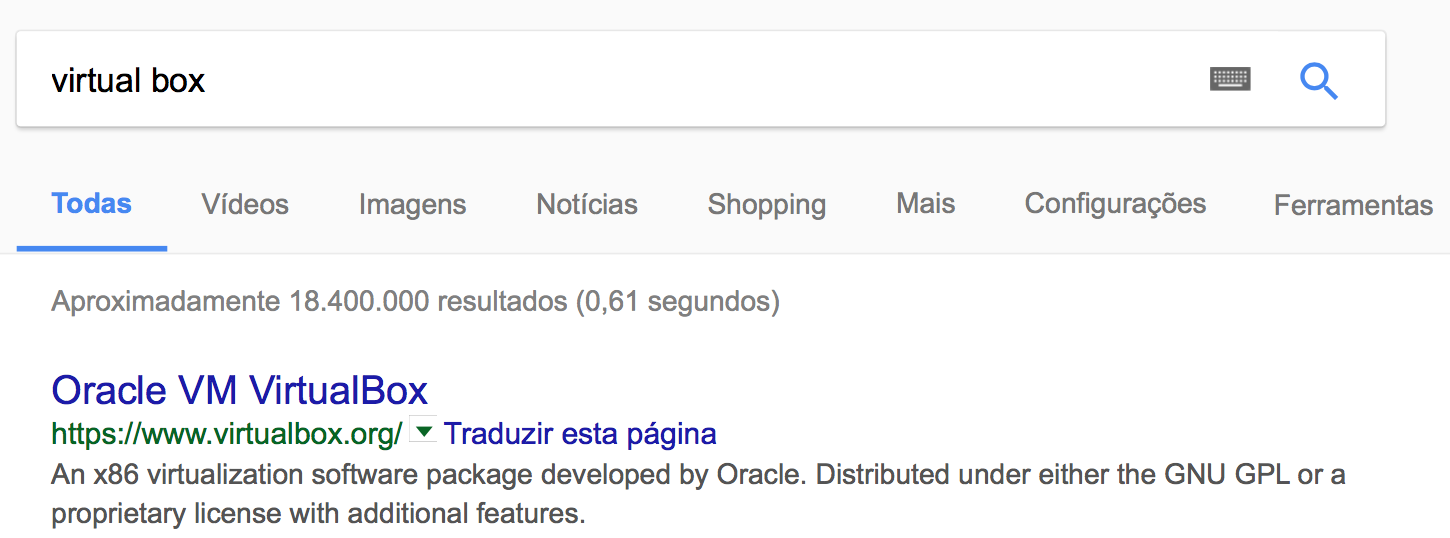 virtual box
Todas Vídeos Imagens Notícias Shopping Mais Configurações Ferramentas
Aproximadamente 18.400.000 resultados (0,61 segundos)
Oracle VM VirtualBox
https://www.virtualbox.org/ Traduzir esta página
An x86 virtualization software package developed by Oracle. Distributed under either the GNU GPL or a
proprietary license with additional features.